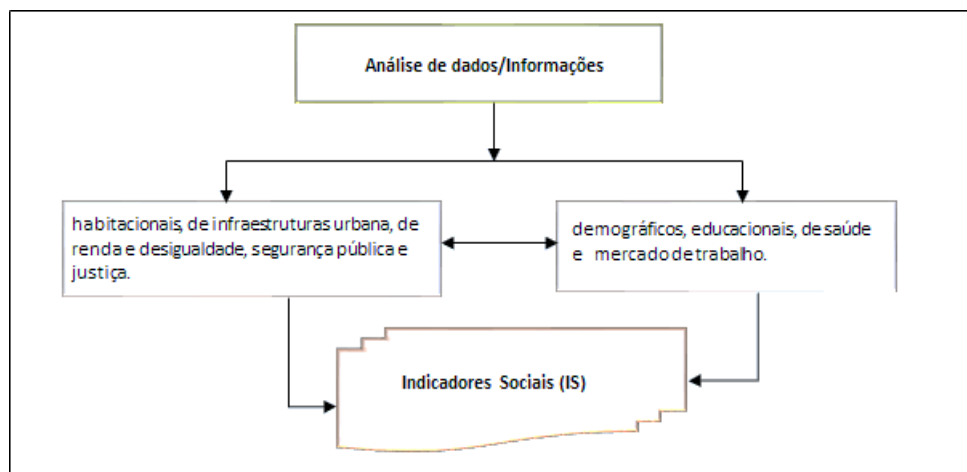 Análise de dados/Informações
habitacionais, de infraestruturas urbana, de
renda e desigualdade, segurança pública e
justiça.
demográficos, educacionais, de saúde
e mercado de trabalho.
Indicadores Sociais (IS)